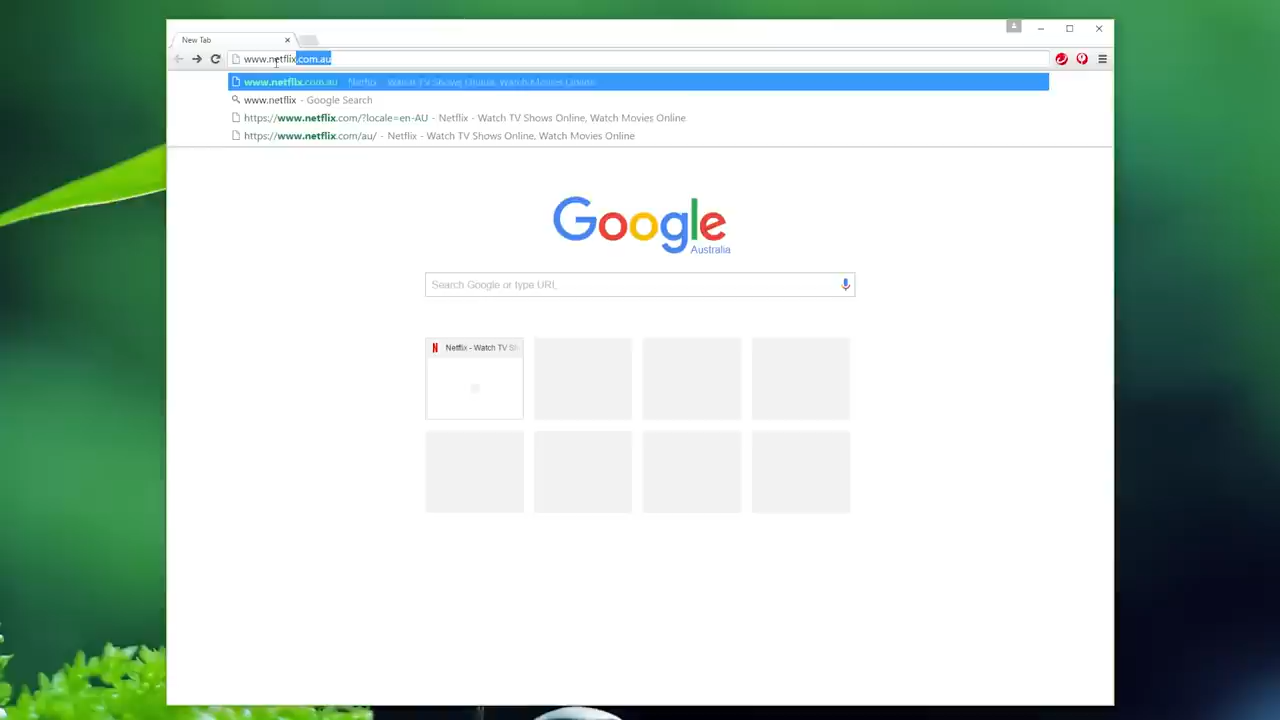 New Tab
www.netflix.com.au
www.netflix.com.au Netflix Watch TV Shows Online, Watch Movies Online
www.netflix - Google Search
https://www.netflix.com/?locale=en-AU - Netflix - Watch TV Shows Online, Watch Movies Online
https://www.netflix.com/au/ - Netflix - Watch TV Shows Online, Watch Movies Online
Google
Australia
Search Google or type URL
N Netflix - Watch TV Sh